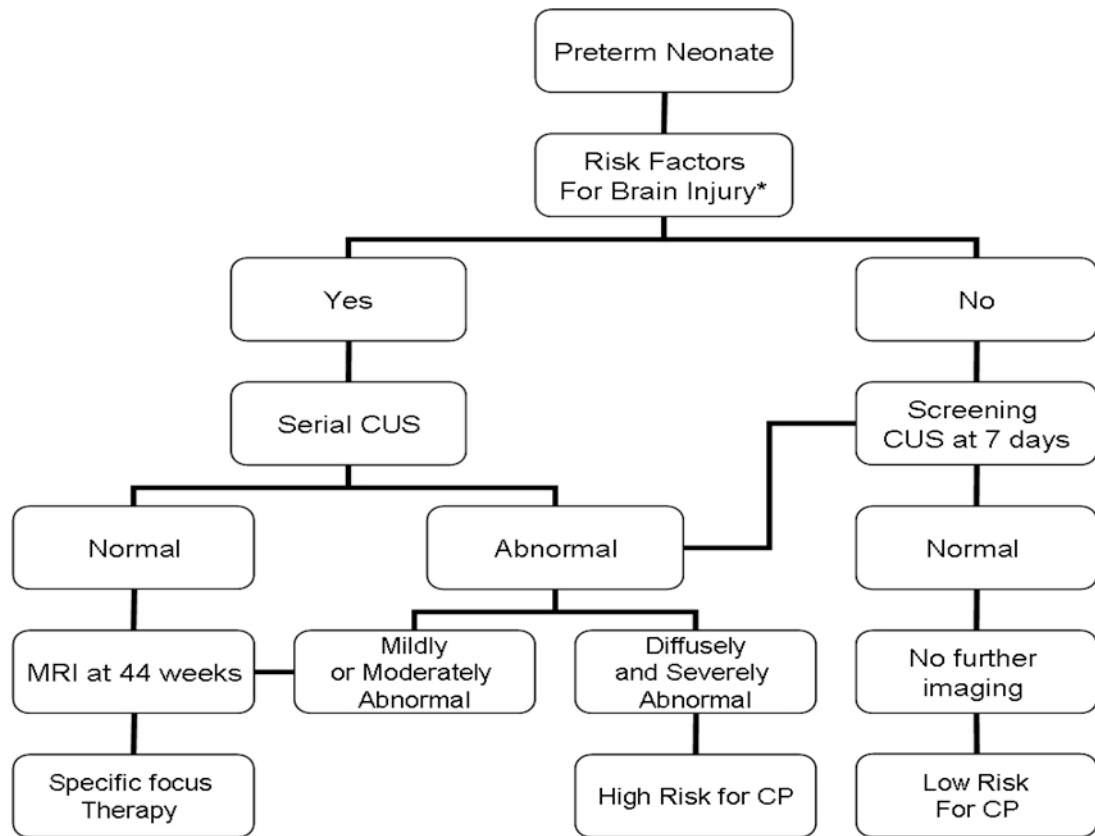 Preterm Neonate
Risk Factors
For Brain Injury*
Yes
No
Serial CUS
Screening
CUS at 7 days
Normal
Abnormal
Normal
MRI at 44 weeks
Mildly
or Moderately
Abnormal
Diffusely
and Severely
Abnormal
No further
imaging
Specific focus
Therapy
High Risk for CP
Low Risk
For CP